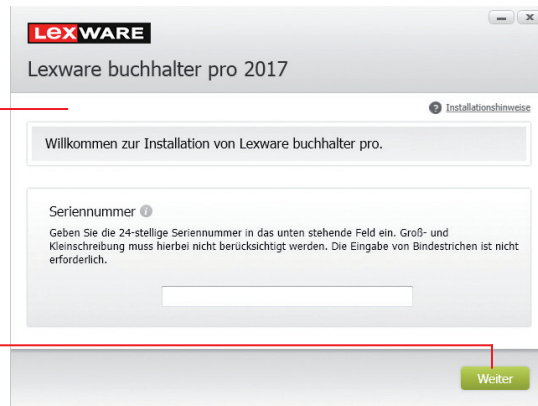 LEXWARE
Lexware buchhalter pro 2017
? Installationshinweise
Willkommen zur Installation von Lexware buchhalter pro.
Seriennummer i
Geben Sie die 24-stellige Seriennummer in das unten stehende Feld ein. Groß- und
Kleinschreibung muss hierbei nicht berücksichtigt werden. Die Eingabe von Bindestrichen ist nicht
erforderlich.
Weiter